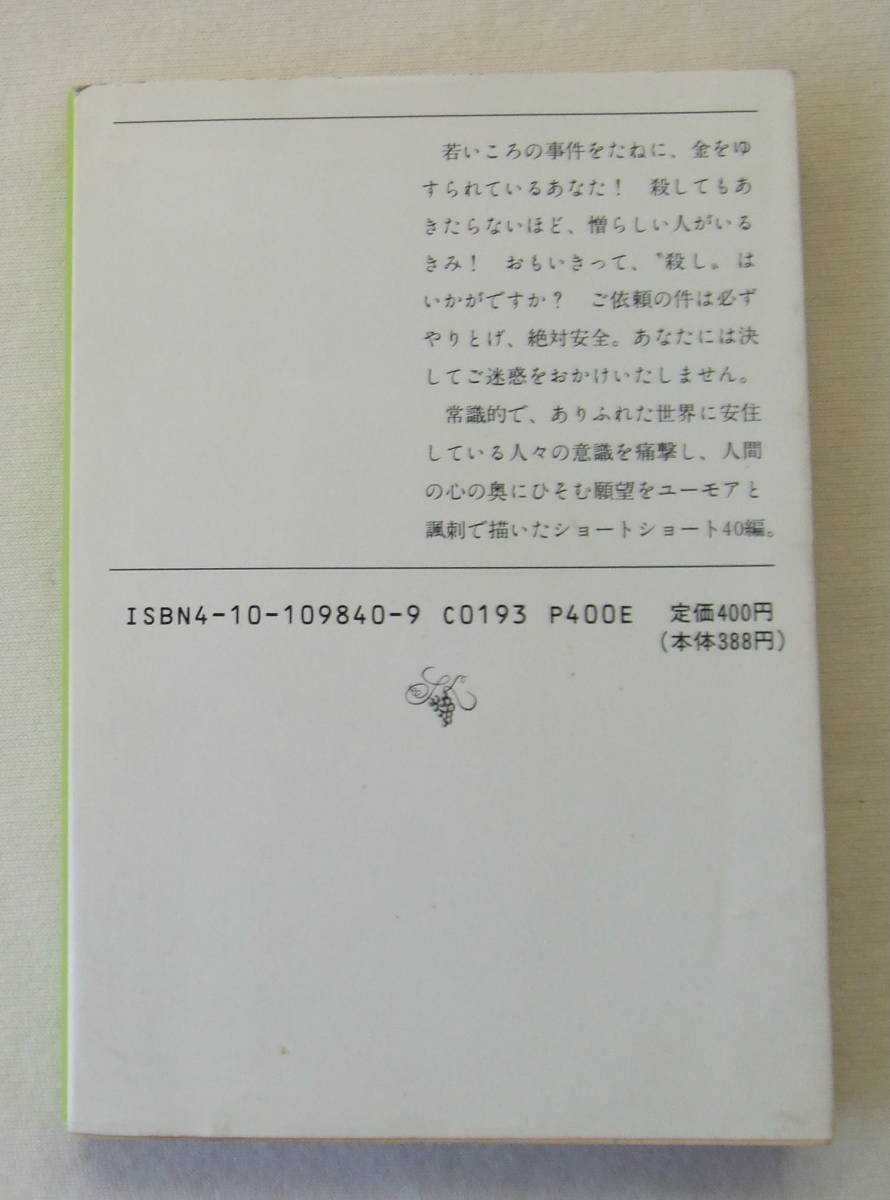 若いころの事件をたねに、金をゆ
すられているあなた！　殺してもあ
きたらないほど、憎らしい人がいる
きみ！　おもいきって、〝殺し〟は
いかがですか？　ご依頼の件は必ず
やりとげ、絶対安全。あなたには決
してご迷惑をおかけいたしません。
常識的で、ありふれた世界に安住
している人々の意識を痛撃し、人間
の心の奥にひそむ願望をユーモアと
諷刺で描いたショートショート40編。
ISBN4-10-109840-9 C0193 P400E 定価400円
(本体388円)